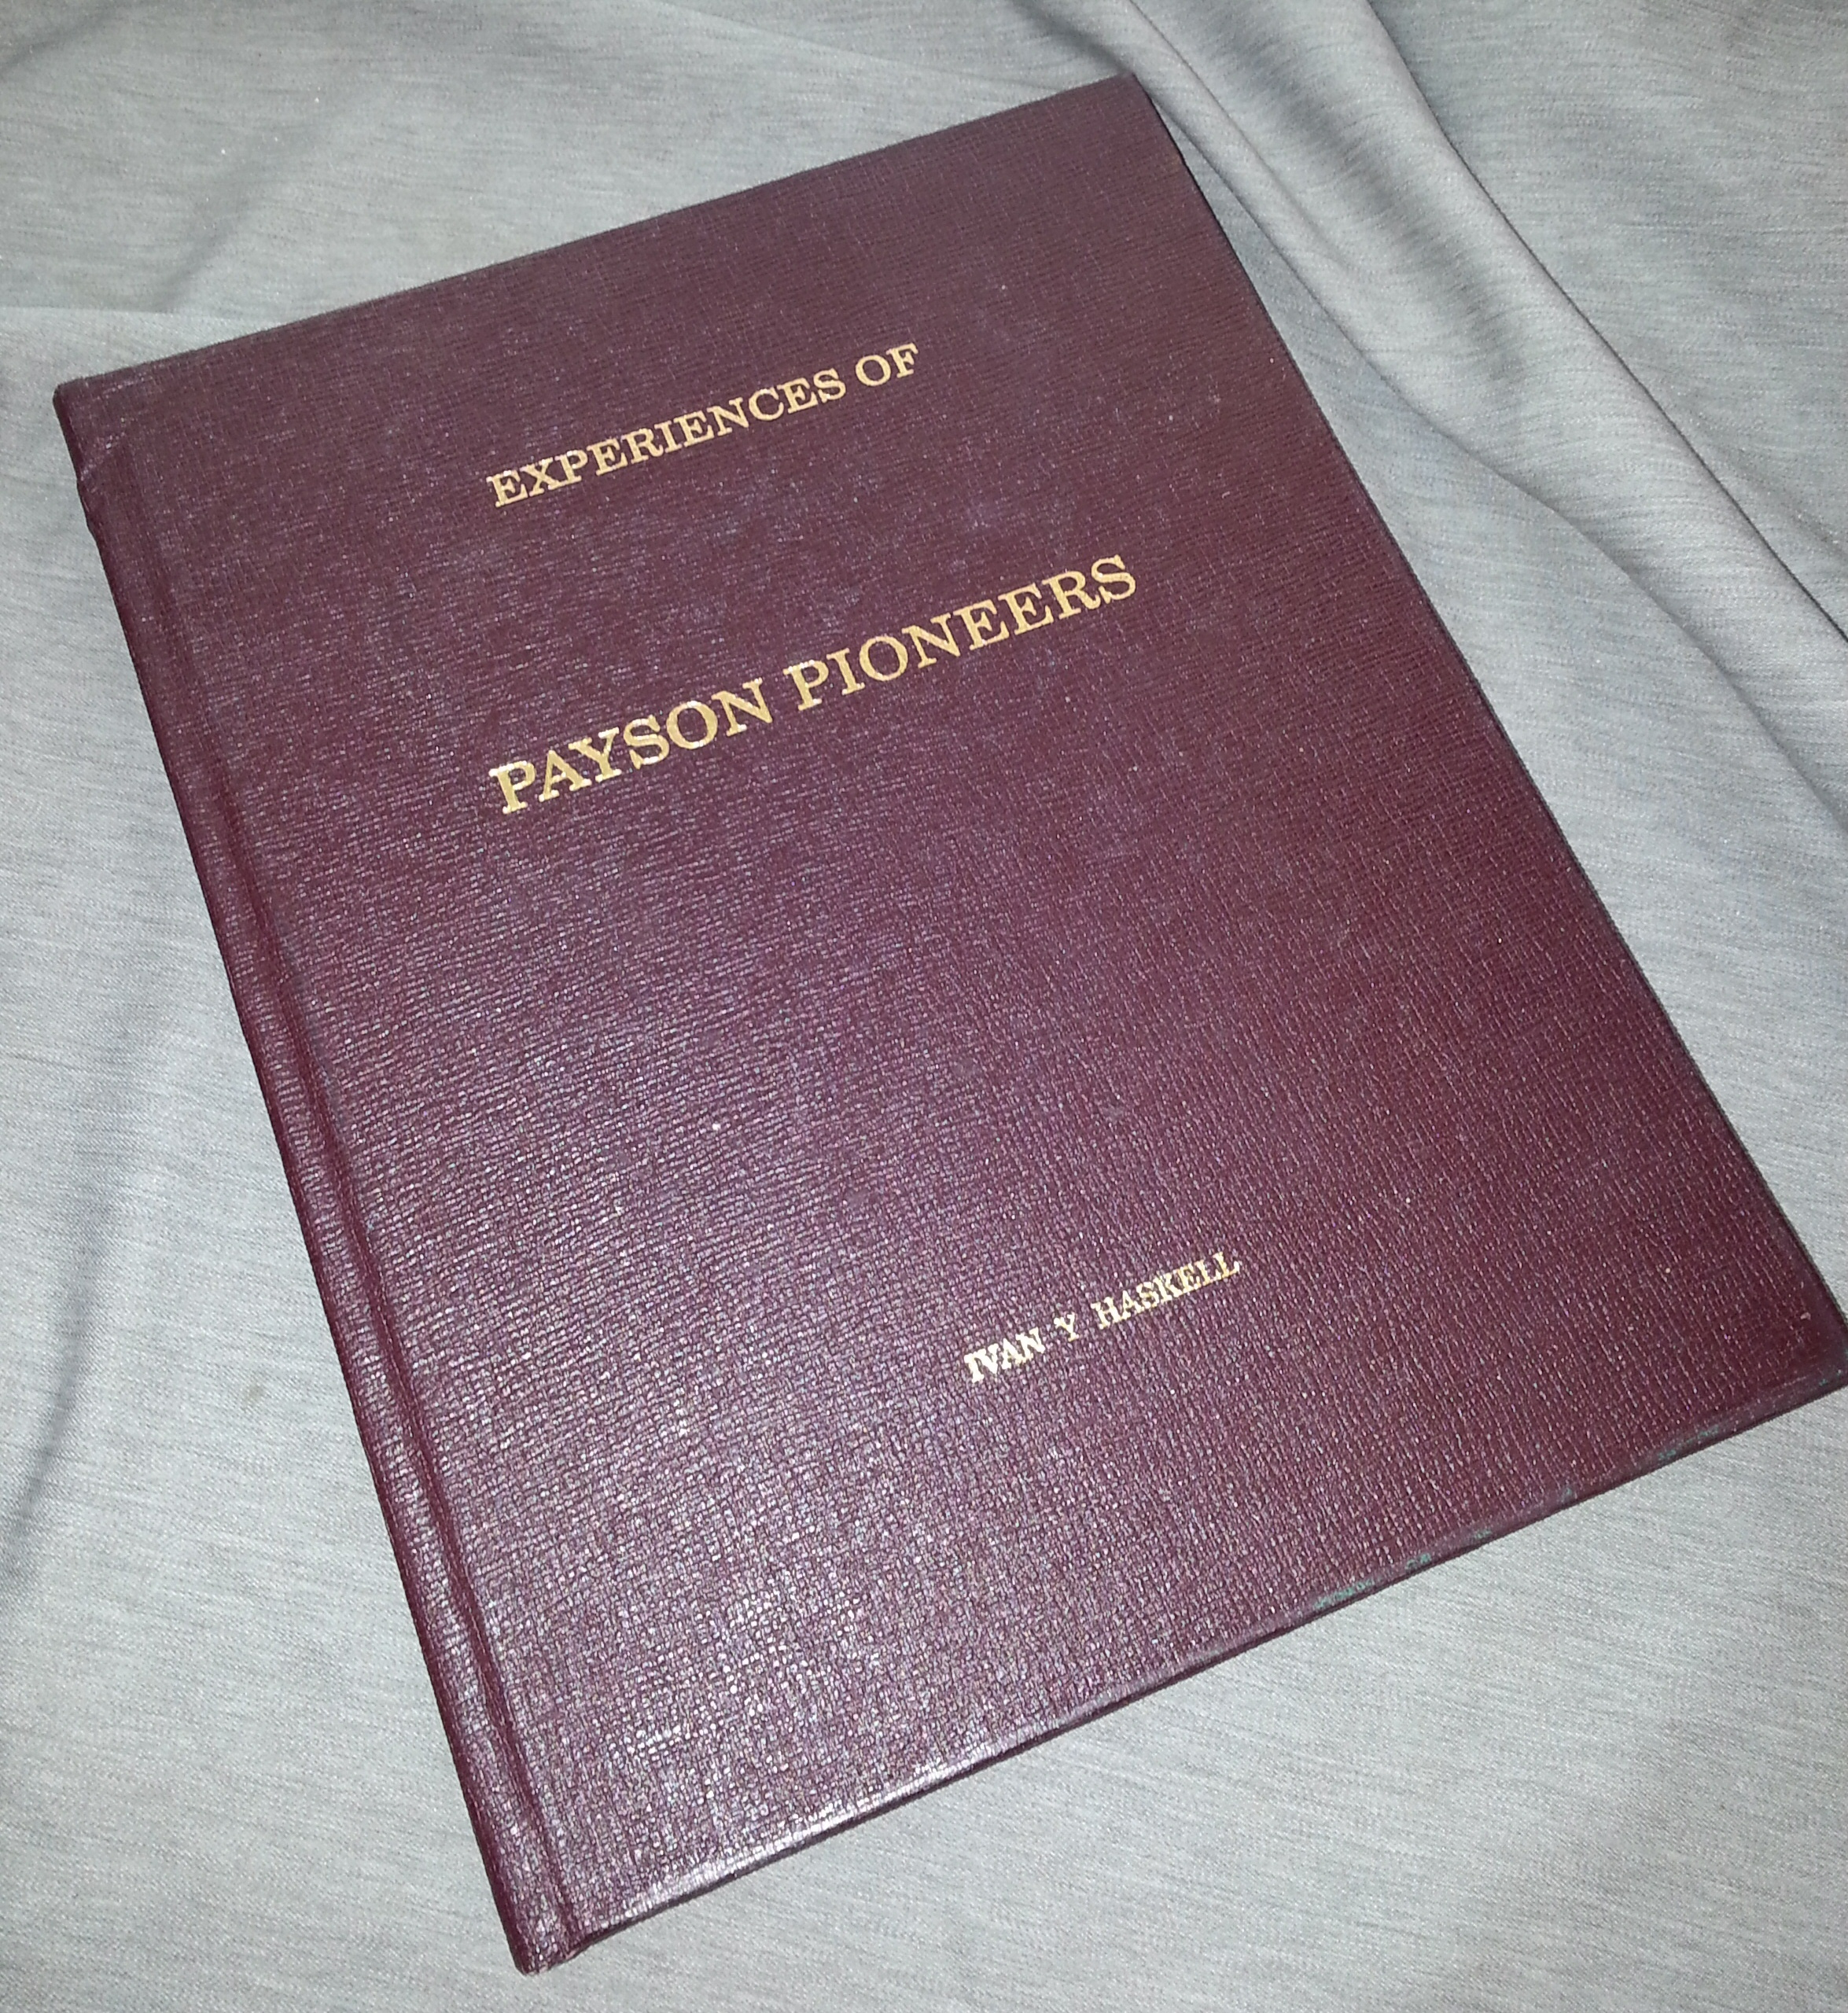 EXPERIENCES OF
PAYSON PIONEERS
IVAN Y HASKELL